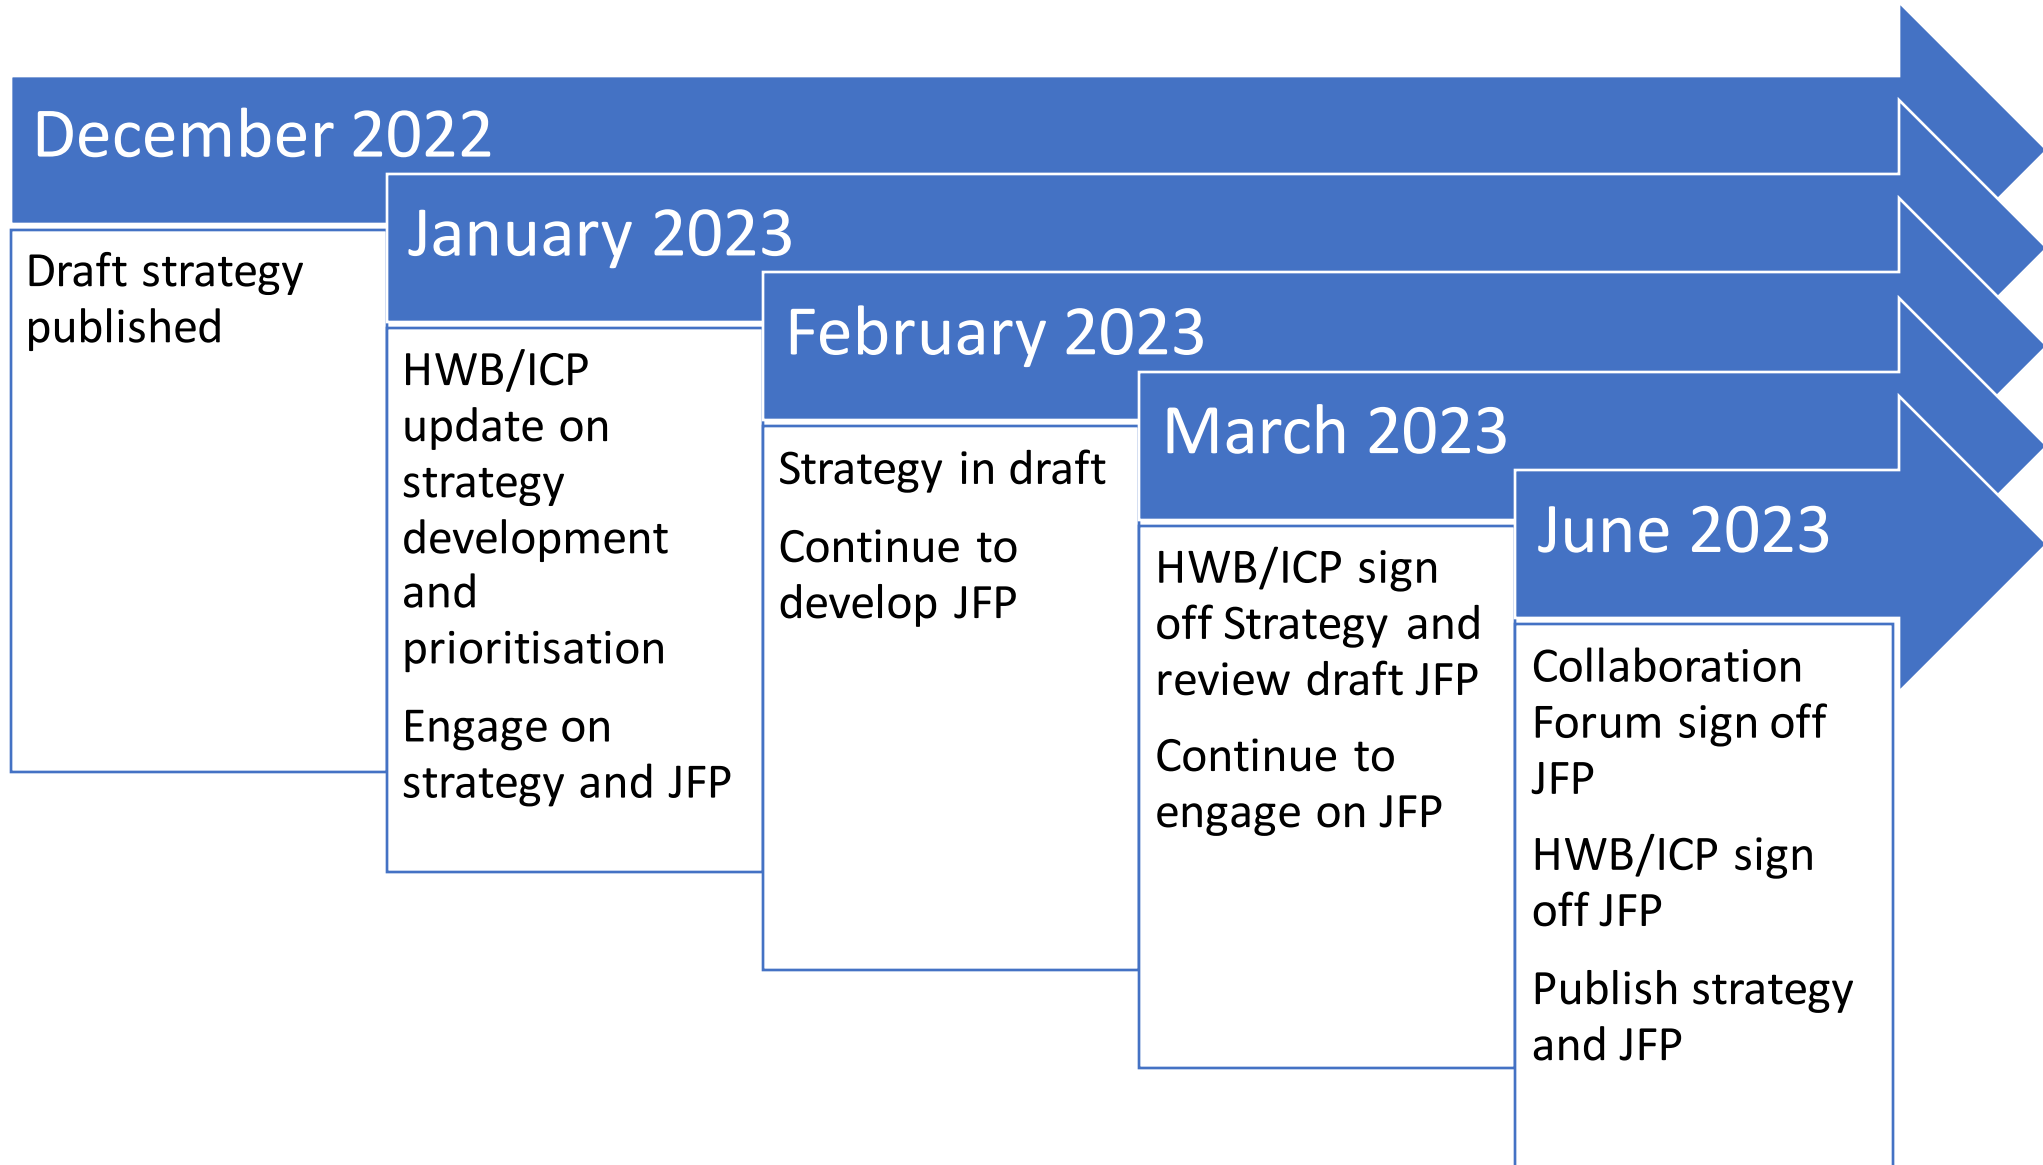 December 2022
Draft strategy
published
January 2023
HWB/ICP
update on
strategy
development
and
prioritisation
Engage on
strategy and JFP
February 2023
Strategy in draft
Continue to
develop JFP
March 2023
HWB/ICP sign
off Strategy and
review draft JFP
Continue to
engage on JFP
June 2023
Collaboration
Forum sign off
JFP
HWB/ICP sign
off JFP
Publish strategy
and JFP